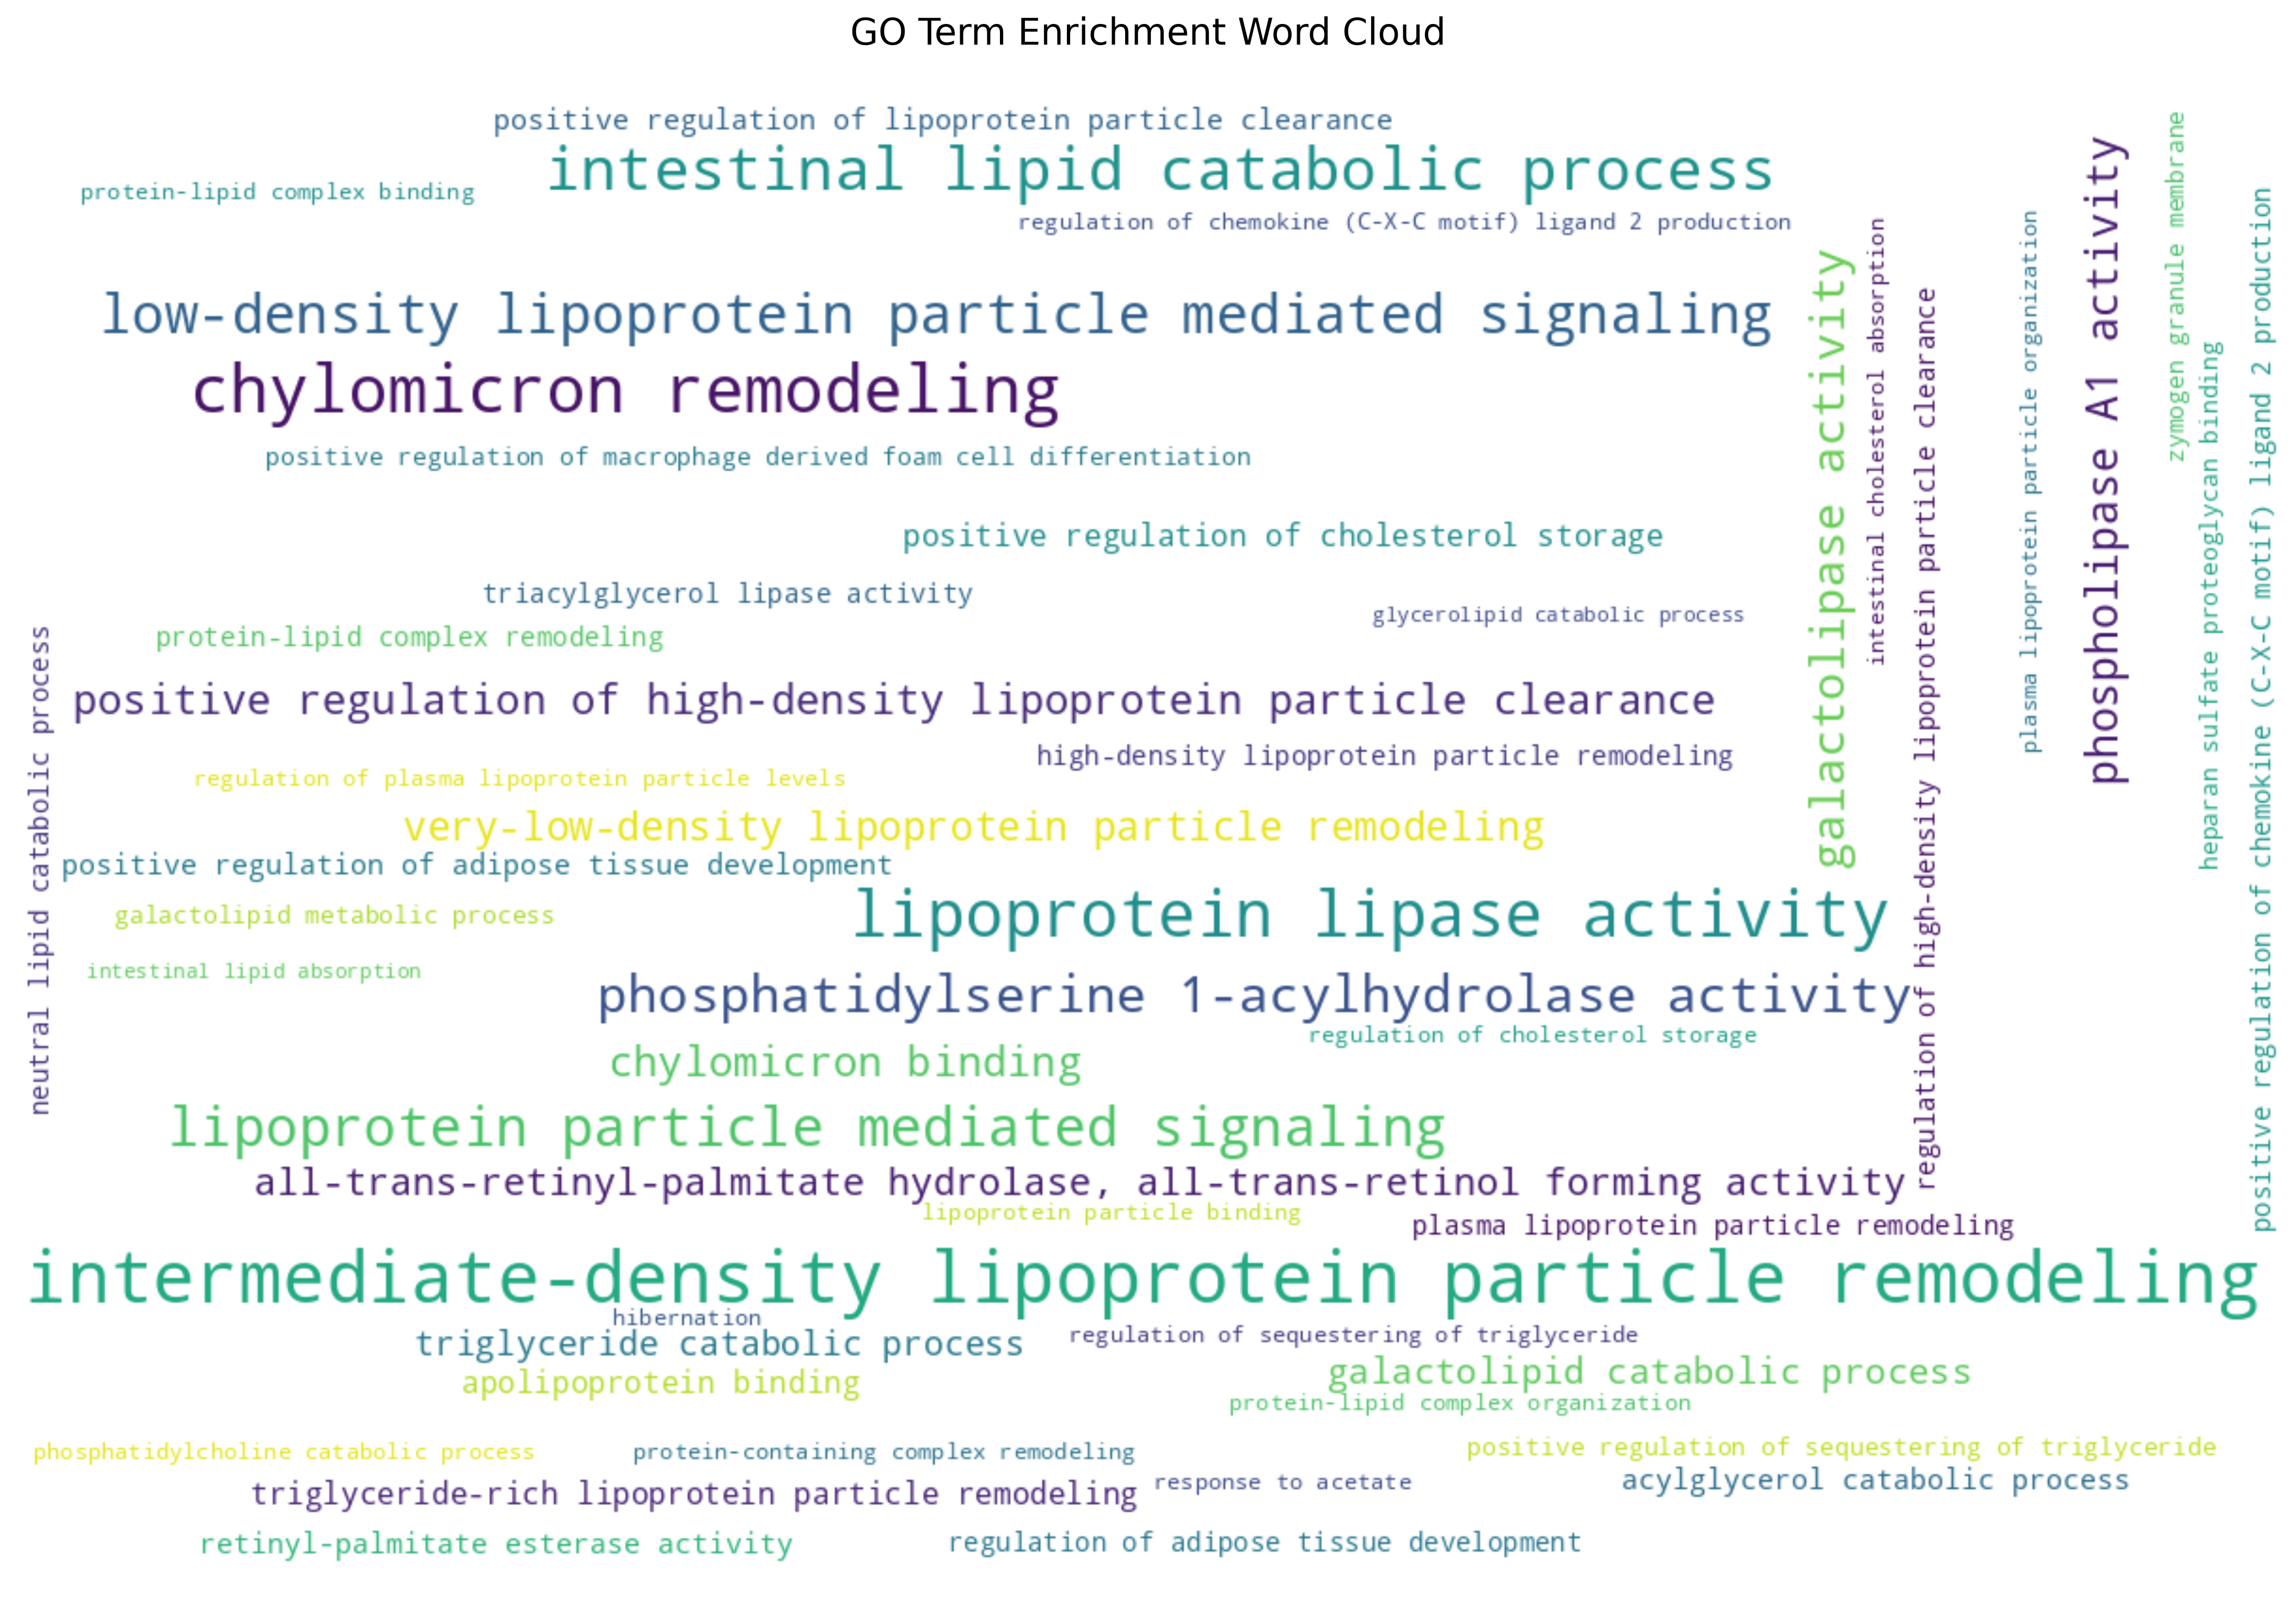 GO Term Enrichment Word Cloud
positive regulation of lipoprotein particle clearance
intestinal lipid catabolic process
protein-lipid complex binding
regulation of chemokine (C-X-C motif) ligand 2 production
low-density lipoprotein particle mediated signaling
chylomicron remodeling
positive regulation of macrophage derived foam cell differentiation
positive regulation of cholesterol storage
triacylglycerol lipase activity
glycerolipid catabolic process
protein-lipid complex remodeling
positive regulation of high-density lipoprotein particle clearance
high-density lipoprotein particle remodeling
regulation of plasma lipoprotein particle levels
very-low-density lipoprotein particle remodeling
positive regulation of adipose tissue development
lipoprotein lipase activity
galactolipid metabolic process
intestinal lipid absorption
phosphatidylserine 1-acylhydrolase activity
regulation of cholesterol storage
chylomicron binding
lipoprotein particle mediated signaling
all-trans-retinyl-palmitate hydrolase, all-trans-retinol forming activity
lipoprotein particle binding
plasma lipoprotein particle remodeling
intermediate-density lipoprotein particle remodeling
hibernation
triglyceride catabolic process
regulation of sequestering of triglyceride
galactolipid catabolic process
apolipoprotein binding
protein-lipid complex organization
phosphatidylcholine catabolic process
protein-containing complex remodeling
positive regulation of sequestering of triglyceride
triglyceride-rich lipoprotein particle remodeling
response to acetate
acylglycerol catabolic process
retinyl-palmitate esterase activity
regulation of adipose tissue development
neutral lipid catabolic process
galactolipase activity
intestinal cholesterol absorption
regulation of high-density lipoprotein particle clearance
plasma lipoprotein particle organization
phospholipase A1 activity
zymogen granule membrane
heparan sulfate proteoglycan binding
positive regulation of chemokine (C-X-C motif) ligand 2 production